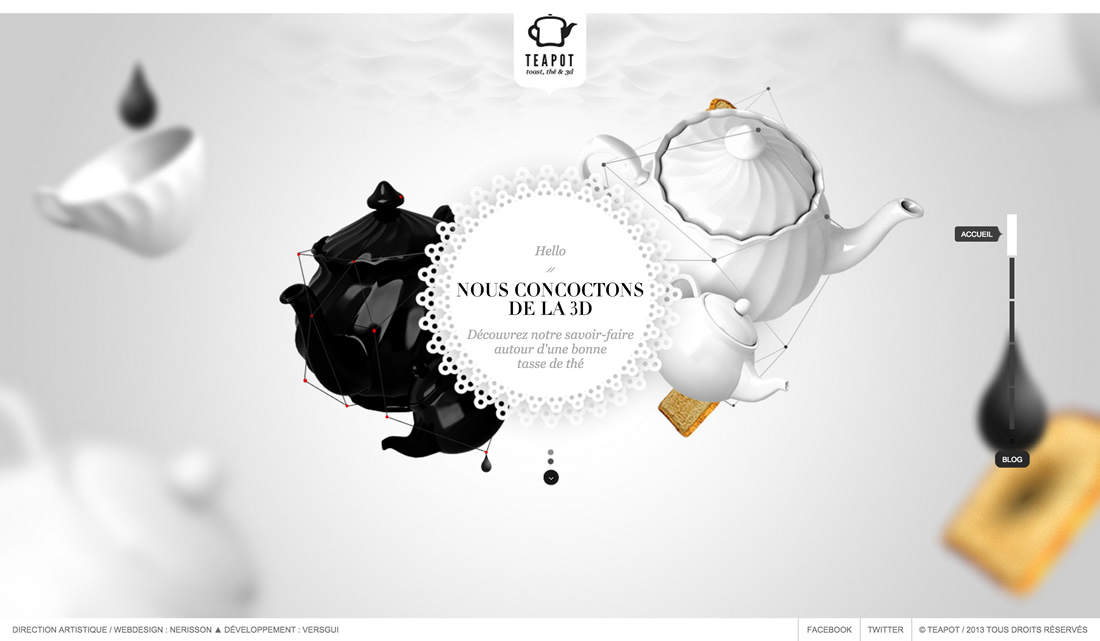 TEAPOT
toast, thé & 3d
ACCUEIL
Hello
NOUS CONCOCTONS
DE LA 3D
Découvrez notre savoir-faire
autour d'une bonne
tasse de thé
BLOG
DIRECTION ARTISTIQUE / WEBDESIGN : NERISSON ▲ DÉVELOPPEMENT : VERSGUI
FACEBOOK
TWITTER
© TEAPOT / 2013 TOUS DROITS RÉSERVÉS